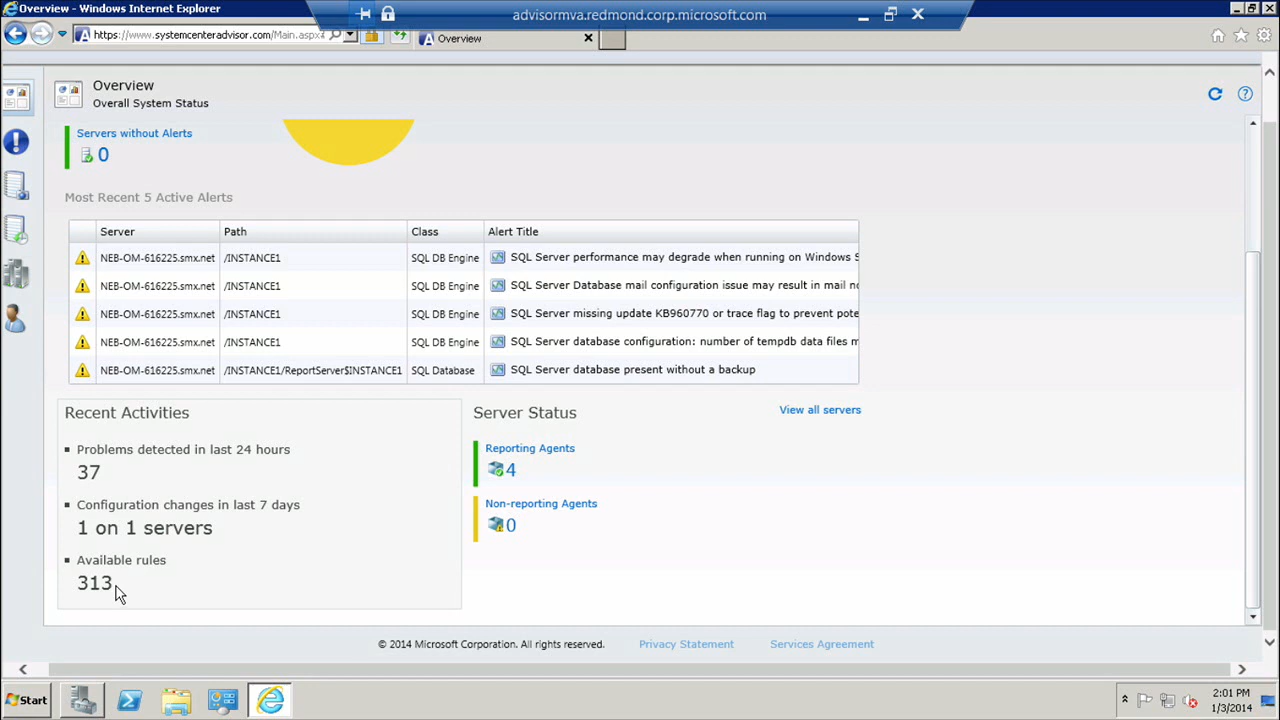 Overview - Windows Internet Explorer
advisormva.redmond.corp.microsoft.com
https://www.systemcenteradvisor.com/Main.aspx#
Overview
Overview
Overall System Status
Servers without Alerts
0
Most Recent 5 Active Alerts
Server Path Class Alert Title
NEB-OM-616225.smx.net /INSTANCE1 SQL DB Engine SQL Server performance may degrade when running on Windows S
NEB-OM-616225.smx.net /INSTANCE1 SQL DB Engine SQL Server Database mail configuration issue may result in mail no
NEB-OM-616225.smx.net /INSTANCE1 SQL DB Engine SQL Server missing update KB960770 or trace flag to prevent pote
NEB-OM-616225.smx.net /INSTANCE1 SQL DB Engine SQL Server database configuration: number of tempdb data files m
NEB-OM-616225.smx.net /INSTANCE1/ReportServer$INSTANCE1 SQL Database SQL Server database present without a backup
Recent Activities
Problems detected in last 24 hours
37
Configuration changes in last 7 days
1 on 1 servers
Available rules
313
Server Status
View all servers
Reporting Agents
4
Non-reporting Agents
0
© 2014 Microsoft Corporation. All rights reserved. Privacy Statement Services Agreement
Start
2:01 PM
1/3/2014